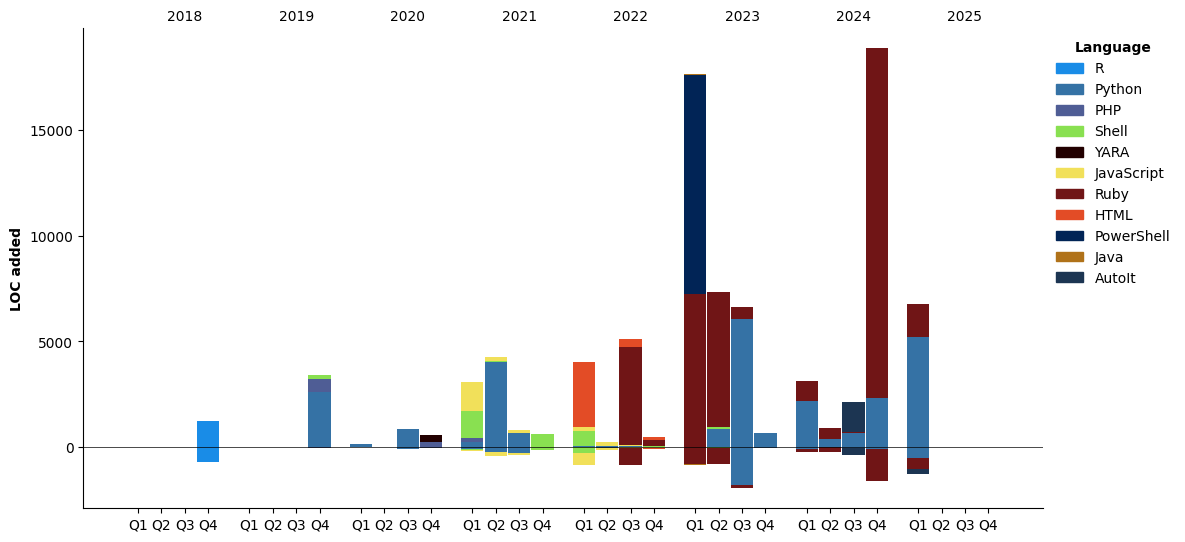 2018 2019 2020 2021 2022 2023 2024 2025
Language
R
Python
PHP
Shell
YARA
JavaScript
Ruby
HTML
PowerShell
Java
AutoIt
LOC added
15000
10000
5000
0
Q1 Q2 Q3 Q4 Q1 Q2 Q3 Q4 Q1 Q2 Q3 Q4 Q1 Q2 Q3 Q4 Q1 Q2 Q3 Q4 Q1 Q2 Q3 Q4 Q1 Q2 Q3 Q4 Q1 Q2 Q3 Q4